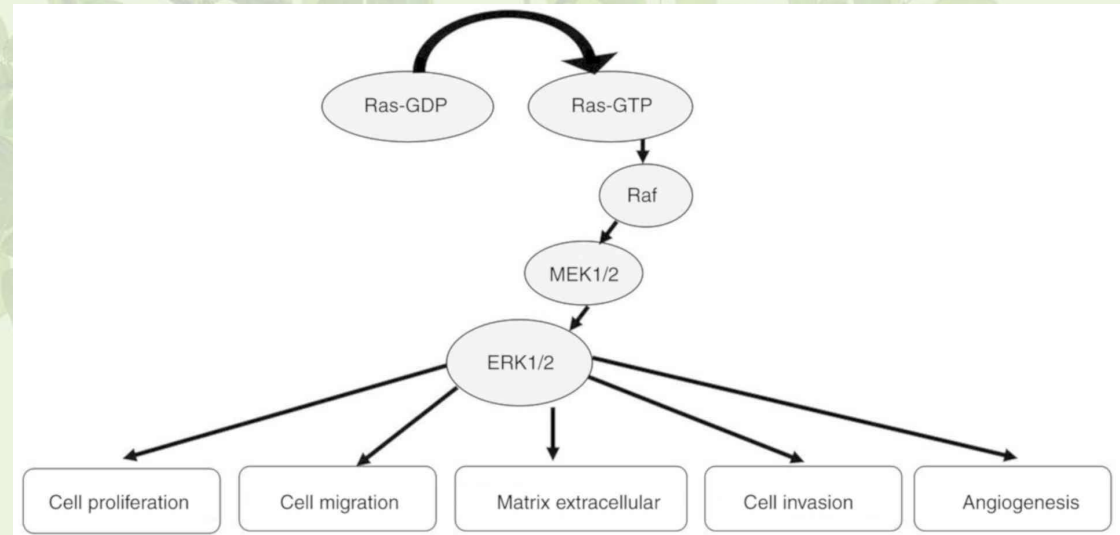 Ras-GDP
Ras-GTP
Raf
MEK1/2
ERK1/2
Cell proliferation
Cell migration
Matrix extracellular
Cell invasion
Angiogenesis